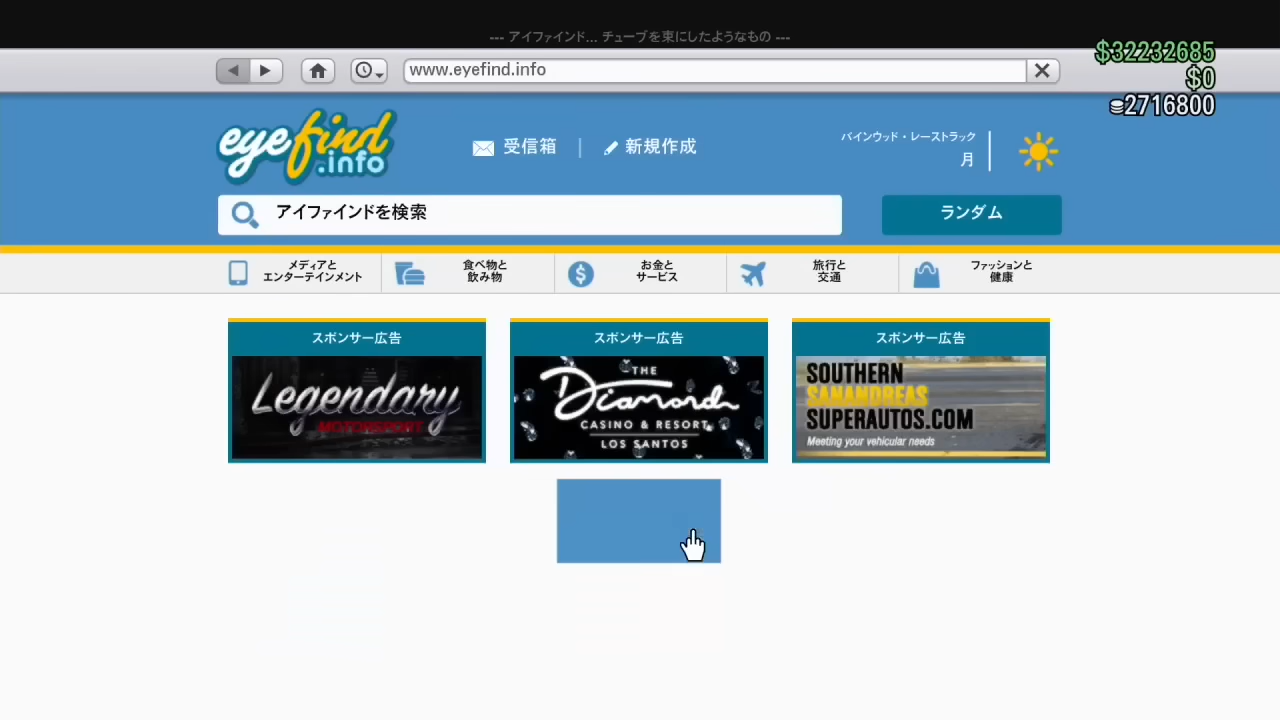 --- アイファインド... チューブを束にしたようなもの ---
$32232685
$0
2716800
www.eyefind.info
eyefind
.info
受信箱
新規作成
バインウッド・レーストラック
月
アイファインドを検索
ランダム
メディアと
エンターテインメント
食べ物と
飲み物
お金と
サービス
旅行と
交通
ファッションと
健康
スポンサー広告
Legendary
MOTORSPORT
スポンサー広告
THE
Diamond
CASINO & RESORT
LOS SANTOS
スポンサー広告
SOUTHERN
SANANDREAS
SUPERAUTOS.COM
Meeting your vehicular needs